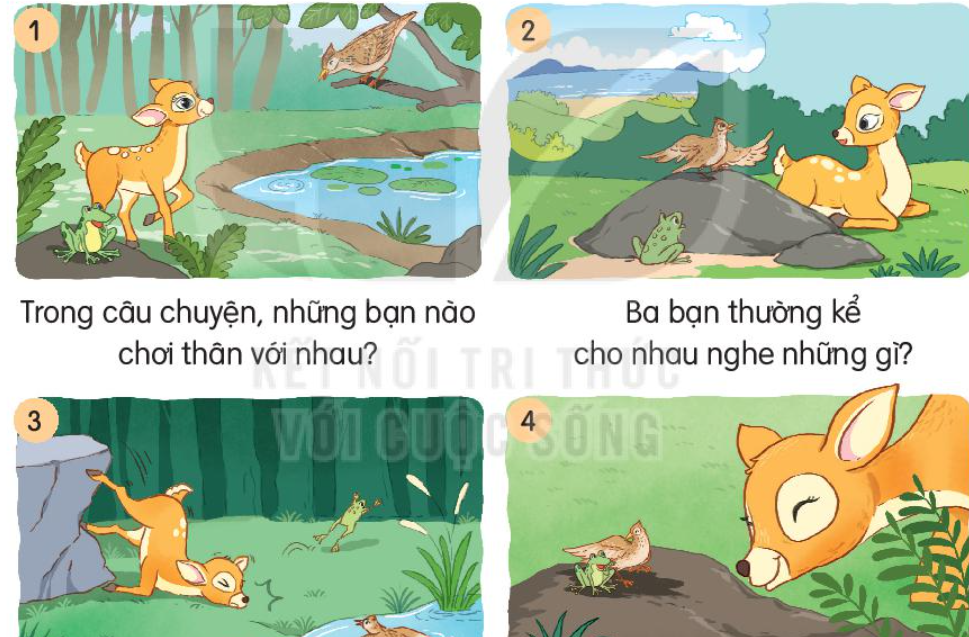 1
2
Trong câu chuyện, những bạn nào
chơi thân với nhau?
Ba bạn thường kể
cho nhau nghe những gì?
KẾT NỐI TRI THỨC
VỚI CUỘC SỐNG
3
4